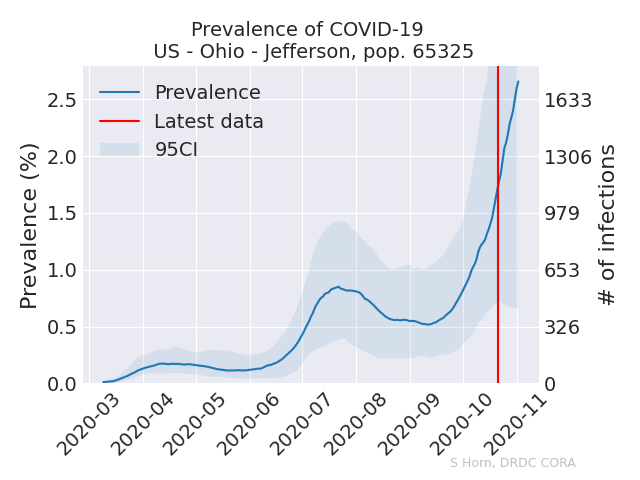 Prevalence of COVID-19
US - Ohio - Jefferson, pop. 65325
Prevalence (%)
2.5
2.0
1.5
1.0
0.5
0.0
Prevalence
Latest data
95CI
1633
1306
979
653
326
0
# of infections
2020-03
2020-04
2020-05
2020-06
2020-07
2020-08
2020-09
2020-10
2020-11
S Horn, DRDC CORA